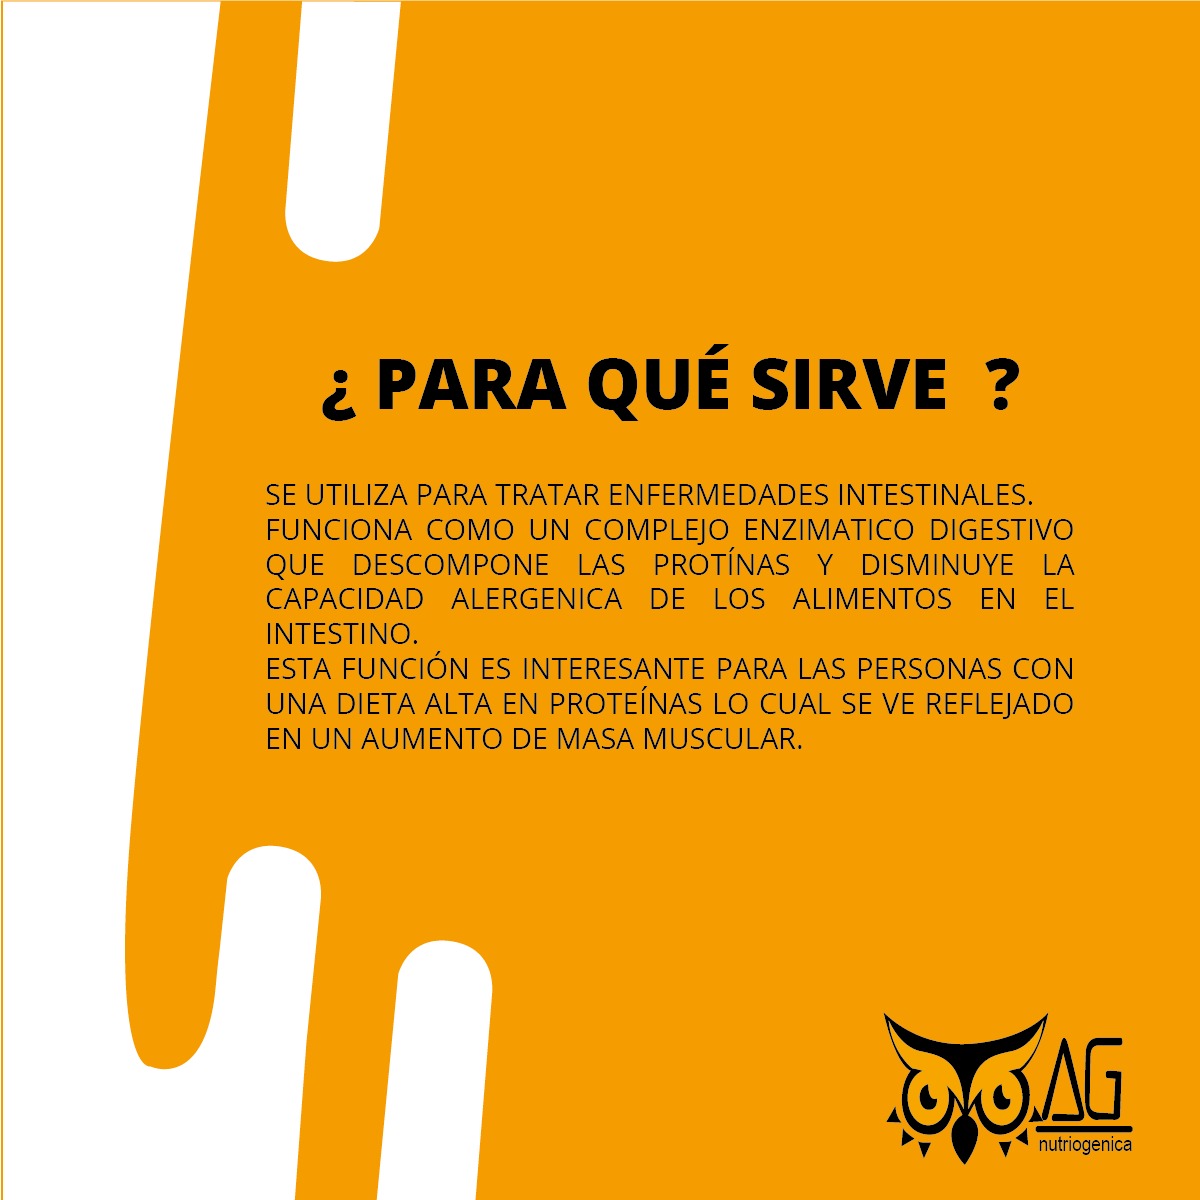 ¿ PARA QUÉ SIRVE ?
SE UTILIZA PARA TRATAR ENFERMEDADES INTESTINALES.
FUNCIONA COMO UN COMPLEJO ENZIMATICO DIGESTIVO
QUE DESCOMPONE LAS PROTÍNAS Y DISMINUYE LA
CAPACIDAD ALERGENICA DE LOS ALIMENTOS EN EL
INTESTINO.
ESTA FUNCIÓN ES INTERESANTE PARA LAS PERSONAS CON
UNA DIETA ALTA EN PROTEÍNAS LO CUAL SE VE REFLEJADO
EN UN AUMENTO DE MASA MUSCULAR.
AG
nutriogenica